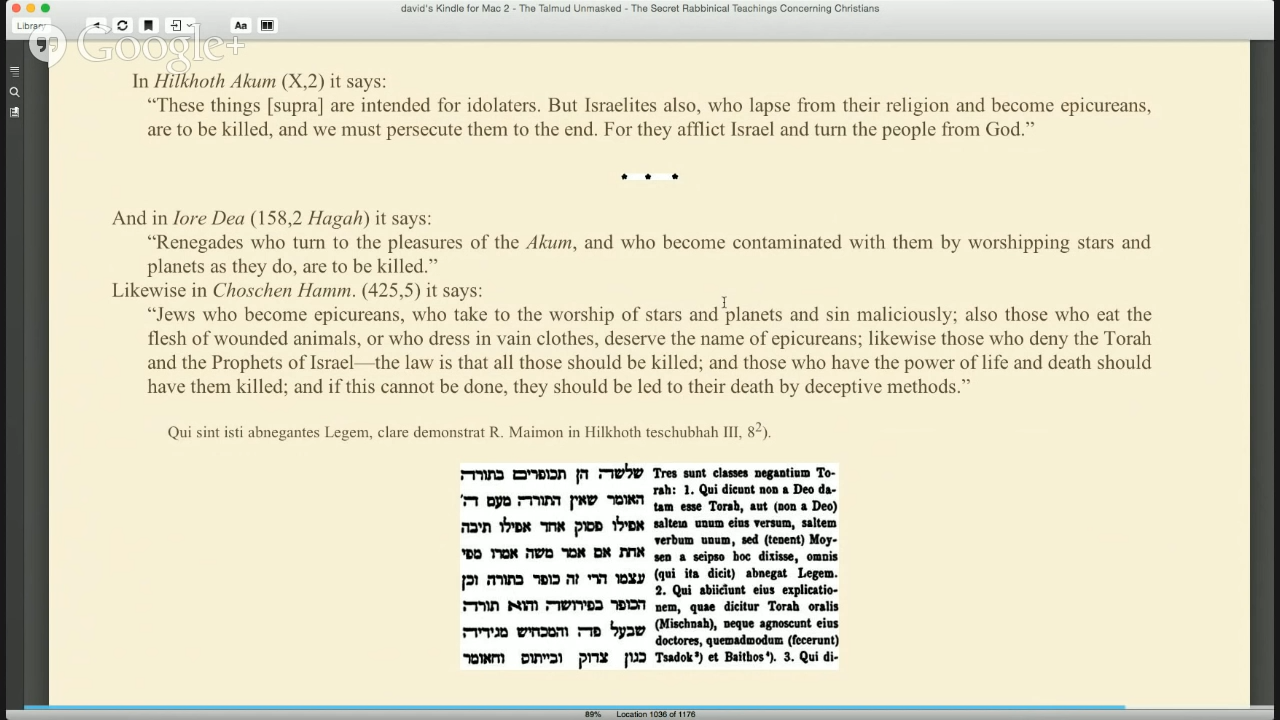 david's Kindle for Mac 2 - The Talmud Unmasked - The Secret Rabbinical Teachings Concerning Christians
Library
Aa
Google+
In Hilkhoth Akum (X,2) it says:
“These things [supra] are intended for idolaters. But Israelites also, who lapse from their religion and become epicureans,
are to be killed, and we must persecute them to the end. For they afflict Israel and turn the people from God.”
And in Iore Dea (158,2 Hagah) it says:
“Renegades who turn to the pleasures of the Akum, and who become contaminated with them by worshipping stars and
planets as they do, are to be killed.”
Likewise in Choschen Hamm. (425,5) it says:
“Jews who become epicureans, who take to the worship of stars and planets and sin maliciously; also those who eat the
flesh of wounded animals, or who dress in vain clothes, deserve the name of epicureans; likewise those who deny the Torah
and the Prophets of Israel—the law is that all those should be killed; and those who have the power of life and death should
have them killed; and if this cannot be done, they should be led to their death by deceptive methods.”
Qui sint isti abnegantes Legem, clare demonstrat R. Maimon in Hilkhoth teschubhah III, 8²).
שלשה הן הכופרים בתורה
האומר שאין התורה מעם ה׳
אפילו פסוק אחד אפילו תיבה
אחת אם אמר משה אמרו מפי
עצמו הרי זה כופר בתורה וכן
הכופר בפירושה והוא תורה
שבעל פה והמכחיש מגידיה
כגון צדוק ובייתוס והאומר
Tres sunt classes negantium To-
rah: 1. Qui dicunt non a Deo da-
tam esse Torah, aut (non a Deo)
saltem unum eius versum, saltem
verbum unum, sed (tenent) Moy-
sen a seipso hoc dixisse, omnis
(qui ita dicit) abnegat Legem.
2. Qui abiiciunt eius explicatio-
nem, quae dicitur Torah oralis
(Mischnah), neque agnoscunt eius
doctores, quemadmodum (fecerunt)
Tsadok³) et Baithos⁴). 3. Qui di-
89% Location 1036 of 1176